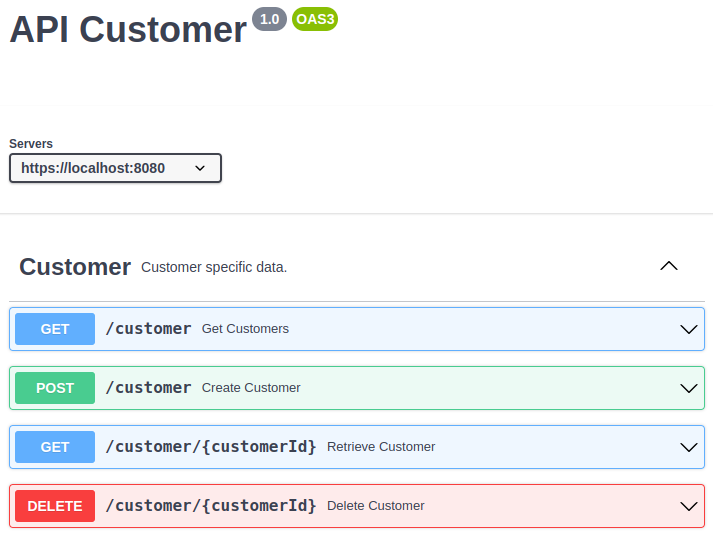 API Customer 1.0 OAS3
Servers
https://localhost:8080
Customer Customer specific data.
GET /customer Get Customers
POST /customer Create Customer
GET /customer/{customerId} Retrieve Customer
DELETE /customer/{customerId} Delete Customer